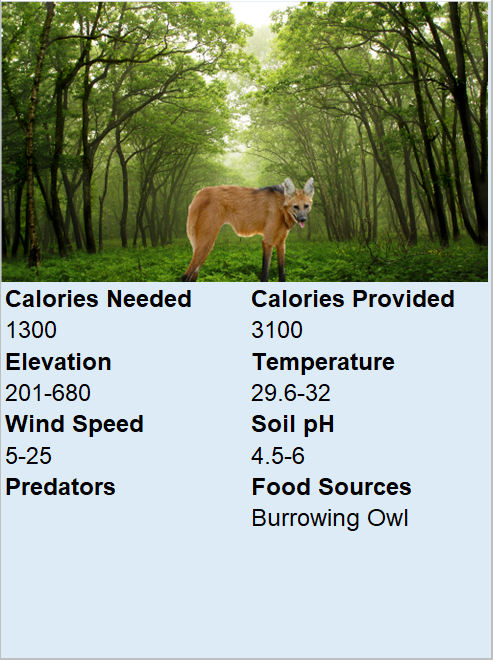 Calories Needed
1300
Elevation
201-680
Wind Speed
5-25
Predators
Calories Provided
3100
Temperature
29.6-32
Soil pH
4.5-6
Food Sources
Burrowing Owl